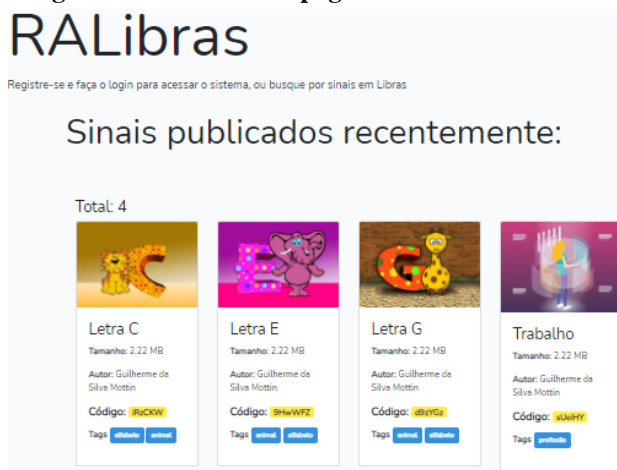 RALibras
Registre-se e faça o login para acessar o sistema, ou busque por sinais em Libras
Sinais publicados recentemente:
Total: 4
C
Letra C
Tamanho: 2.22 MB
Autor: Guilherme da
Silva Mottin
Código: iRzCKW
Tags alfabeto animal
E
Letra E
Tamanho: 2.22 MB
Autor: Guilherme da
Silva Mottin
Código: 9HwWFZ
Tags animal alfabeto
G
Letra G
Tamanho: 2.22 MB
Autor: Guilherme da
Silva Mottin
Código: d9zYGz
Tags animal alfabeto
Trabalho
Tamanho: 2.22 MB
Autor: Guilherme da
Silva Mottin
Código: sUeiHY
Tags profissão